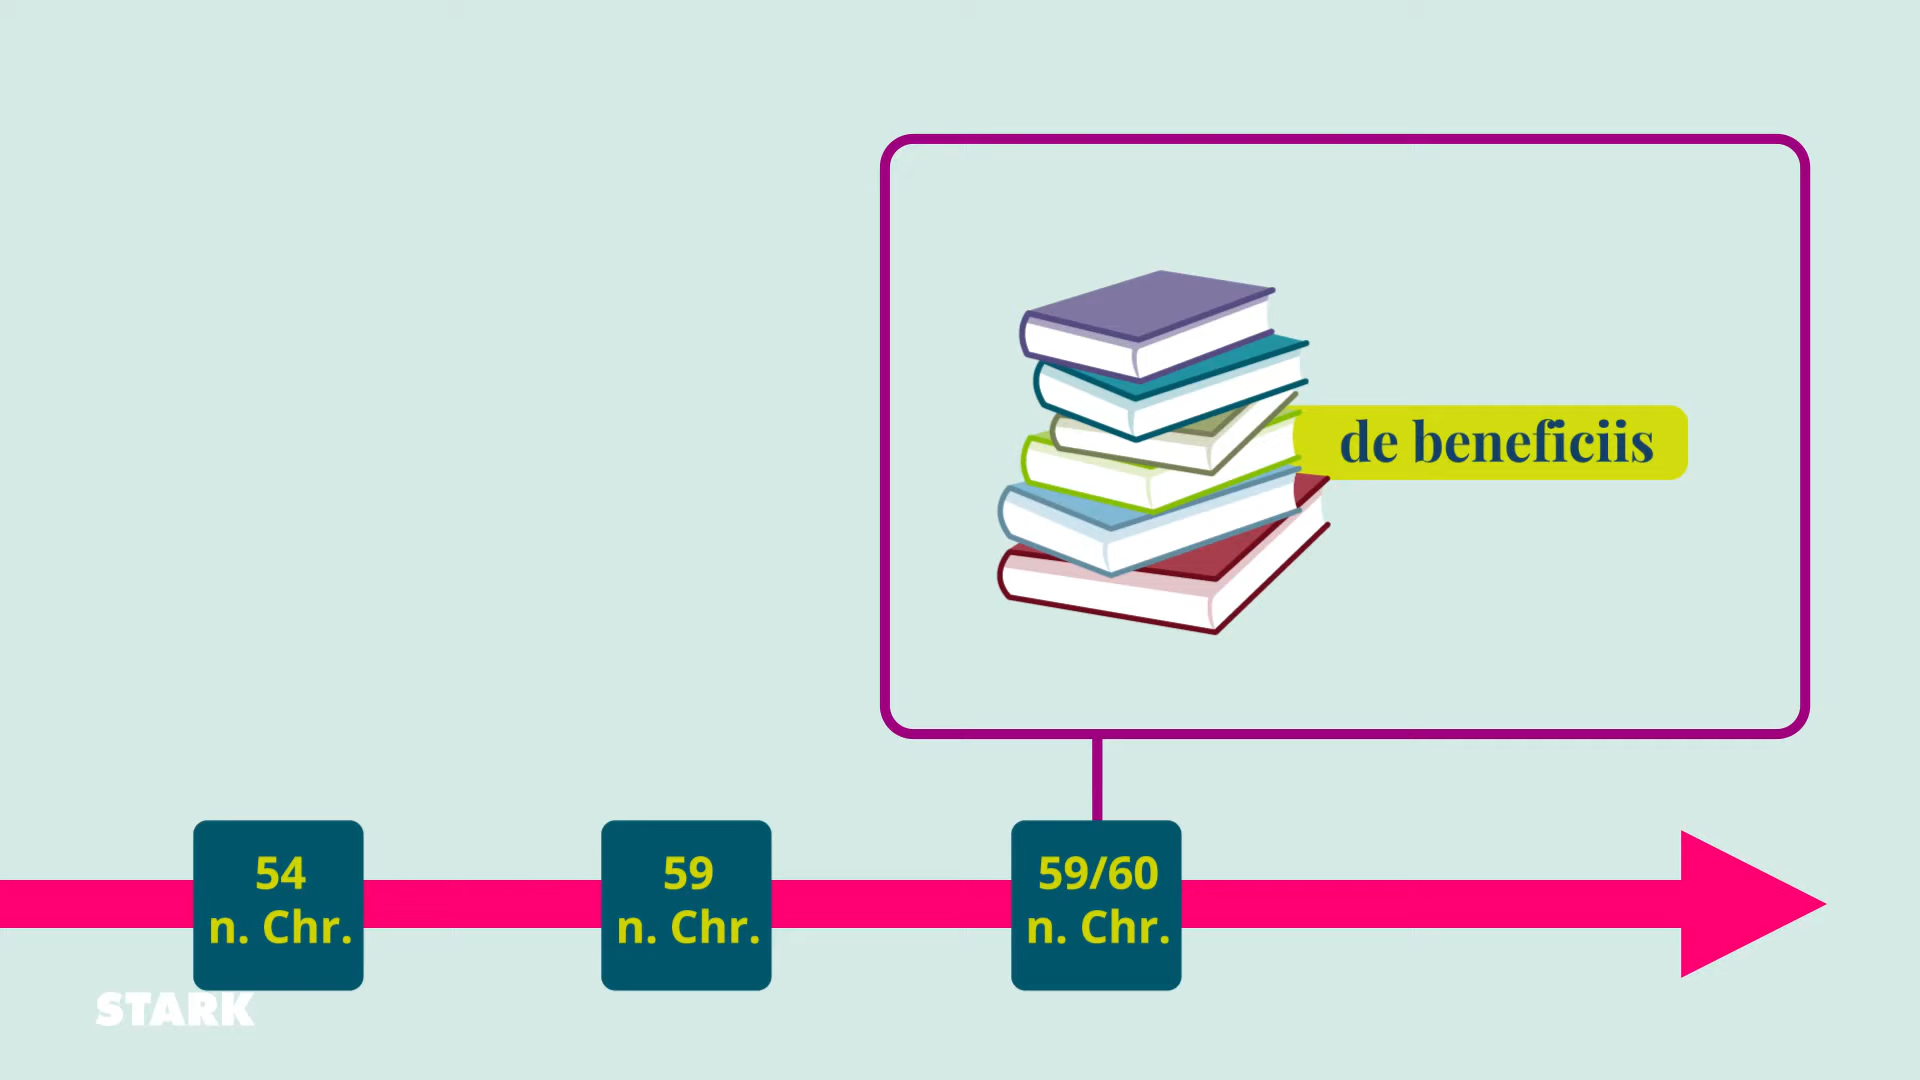 de beneficiis
54
n. Chr.
59
n. Chr.
59/60
n. Chr.
STARK